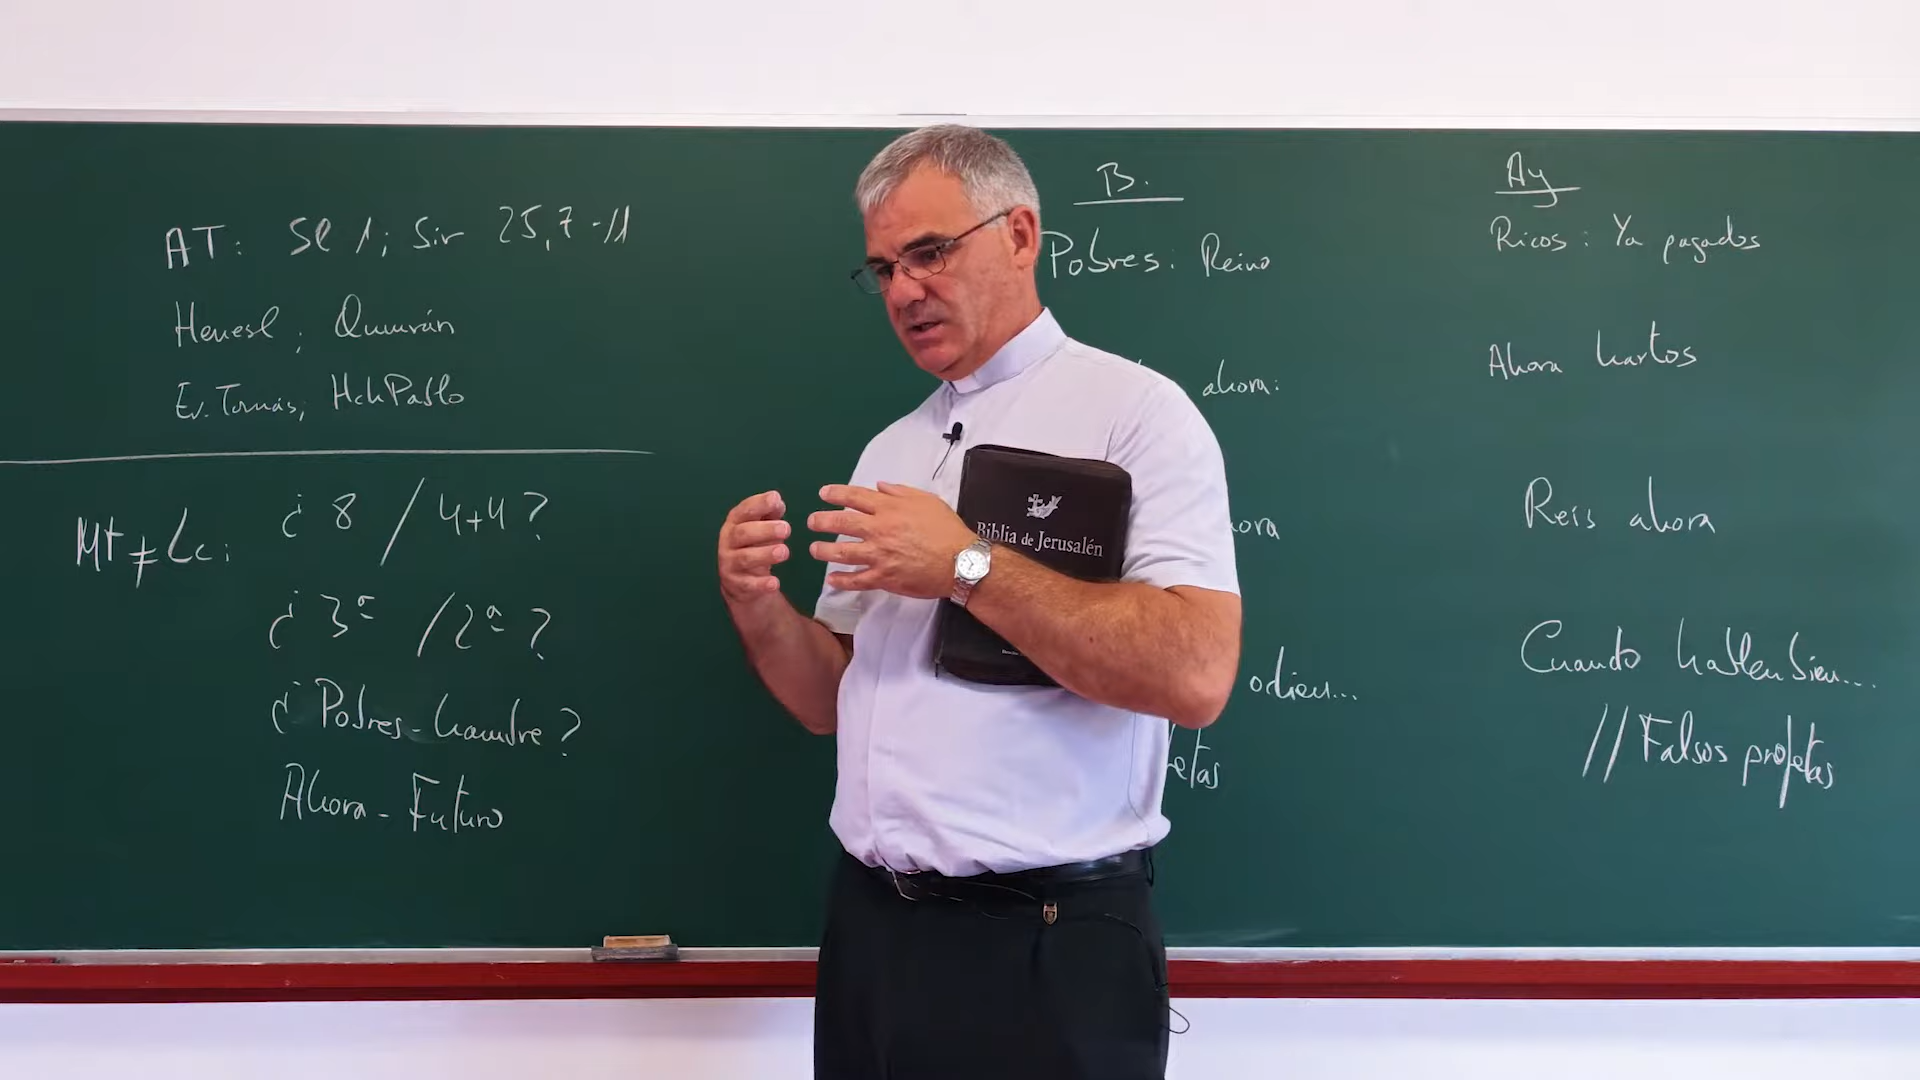 AT: Sl 1; Sir 25,7-11
Henesl; Qumrán
Ev. Tomás; HchPablo
Mt ≠ Lc:
¿ 8 / 4+4 ?
¿ 3ª / 2ª ?
¿ Pobres-hambre ?
Ahora - Futuro
B.
Pobres: Reino
ahora:
hora
odien...
etas
Ay
Ricos: Ya pagados
Ahora hartos
Reís ahora
Cuando hablen bien...
// Falsos profetas
Biblia de Jerusalén